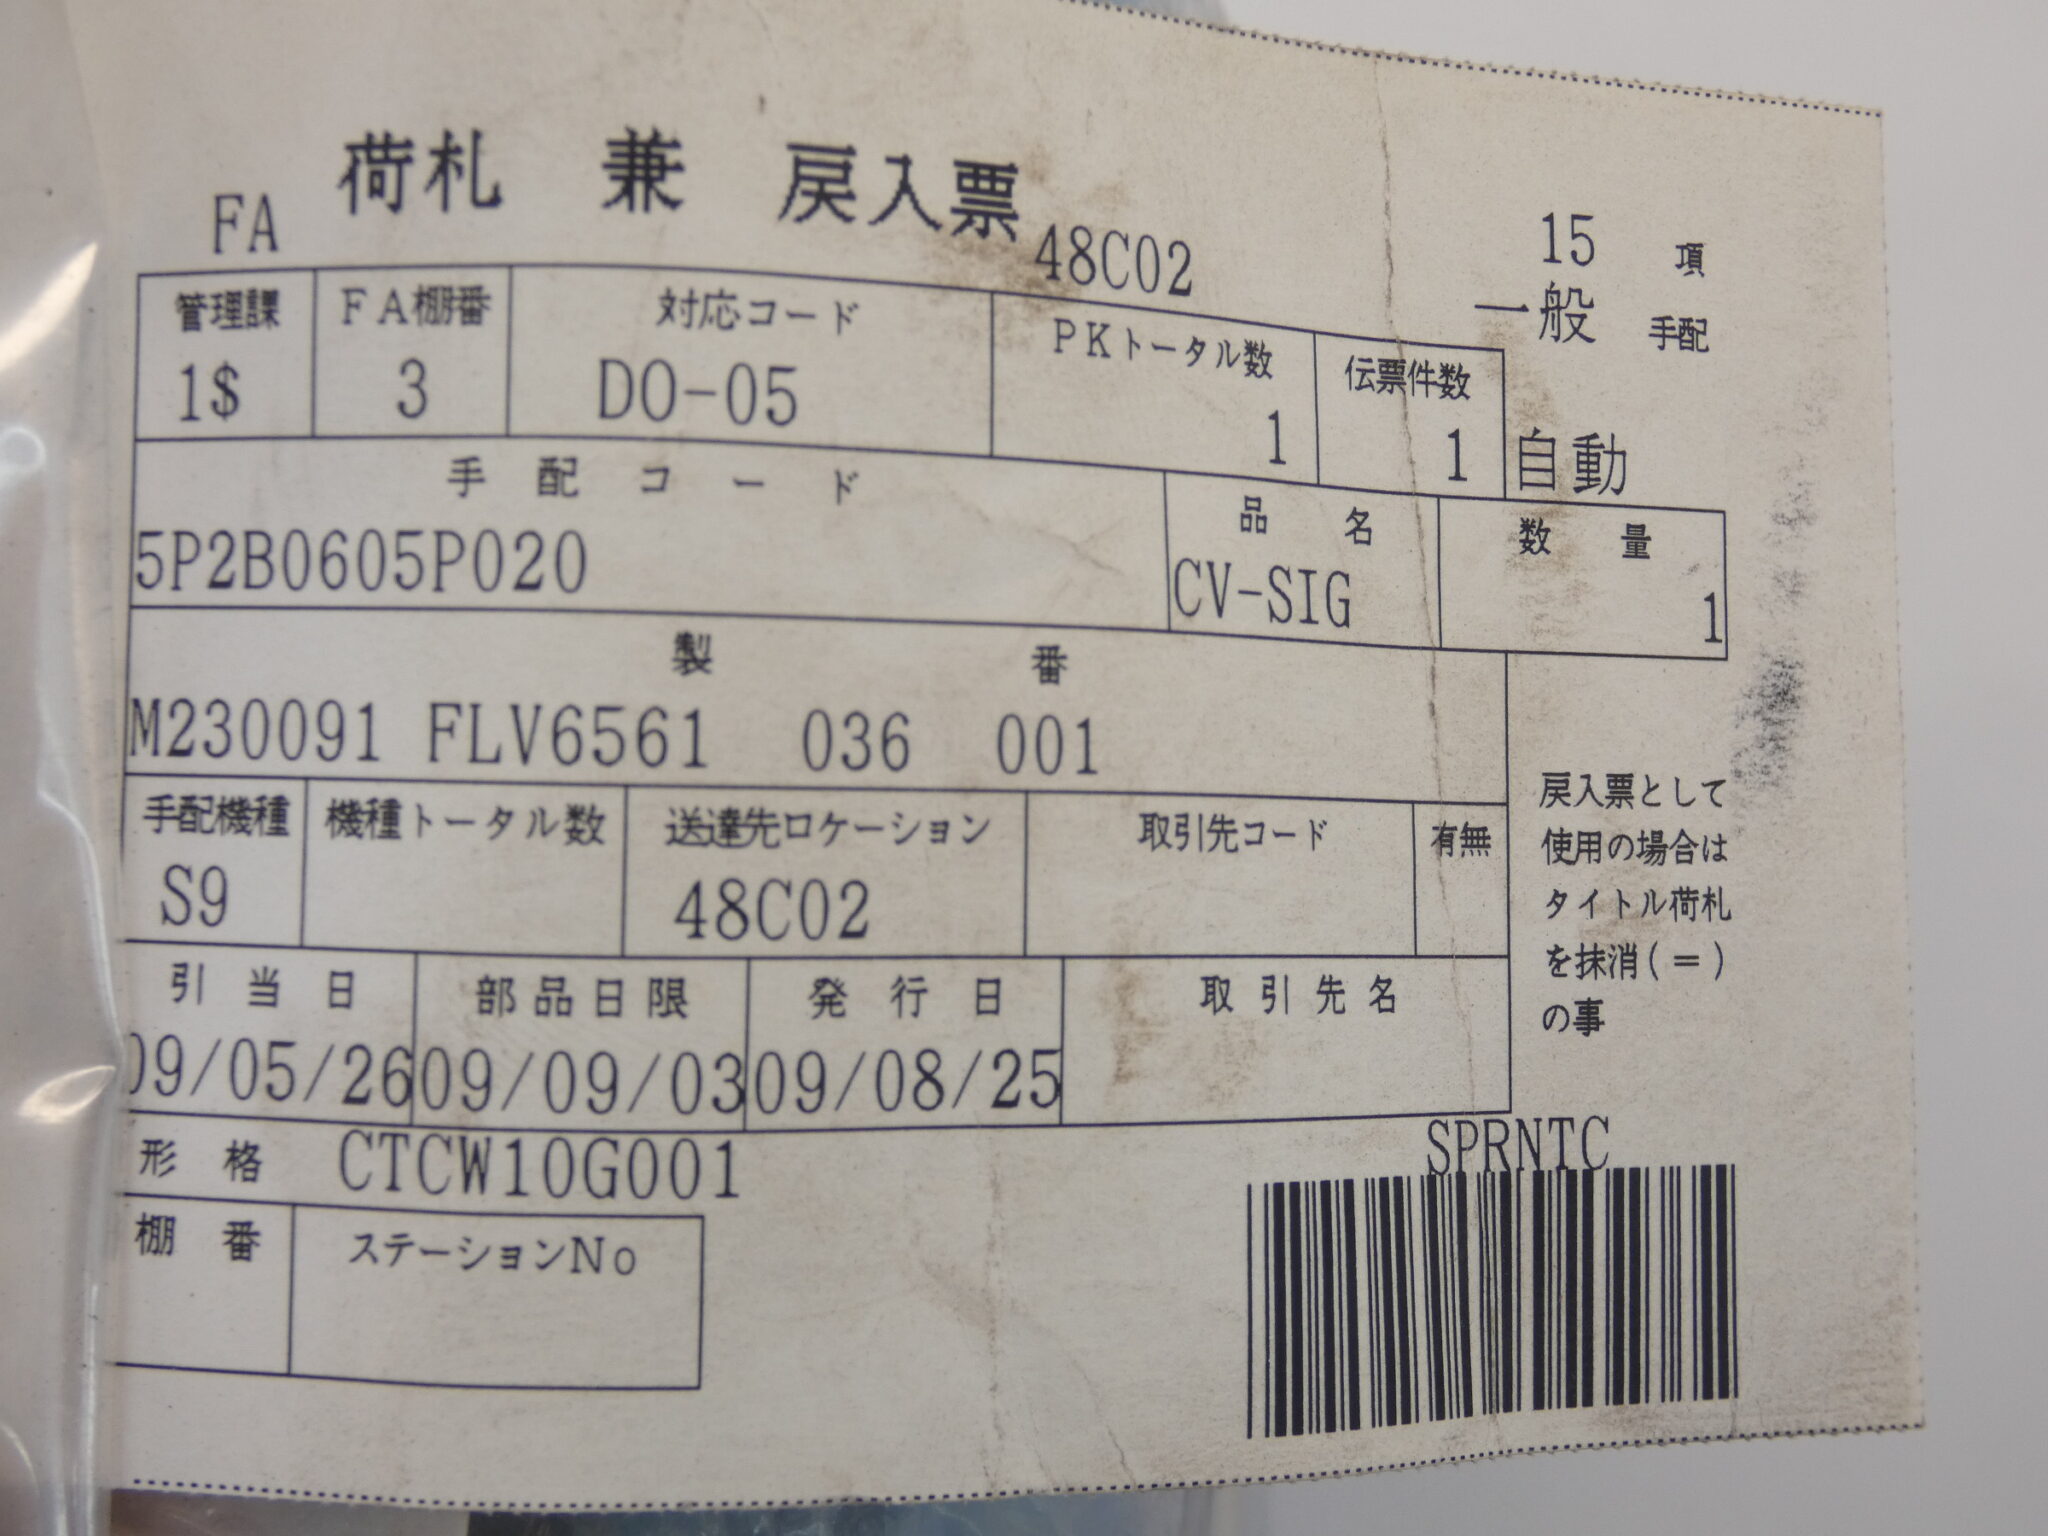 FA 荷札 兼 戻入票 48C02 15 項
一般 手配
管理課 FA棚番 対応コード PKトータル数 伝票件数
1$ 3 DO-05 1 1 自動
手配コード 品名 数量
5P2B0605P020 CV-SIG 1
製番
M230091 FLV6561 036 001
手配機種 機種トータル数 送達先ロケーション 取引先コード 有無
S9 48C02
引当日 部品日限 発行日 取引先名
09/05/26 09/09/03 09/08/25
戻入票として
使用の場合は
タイトル荷札
を抹消(=)
の事
形格 CTCW10G001
SPRNTC
棚番 ステーションNo